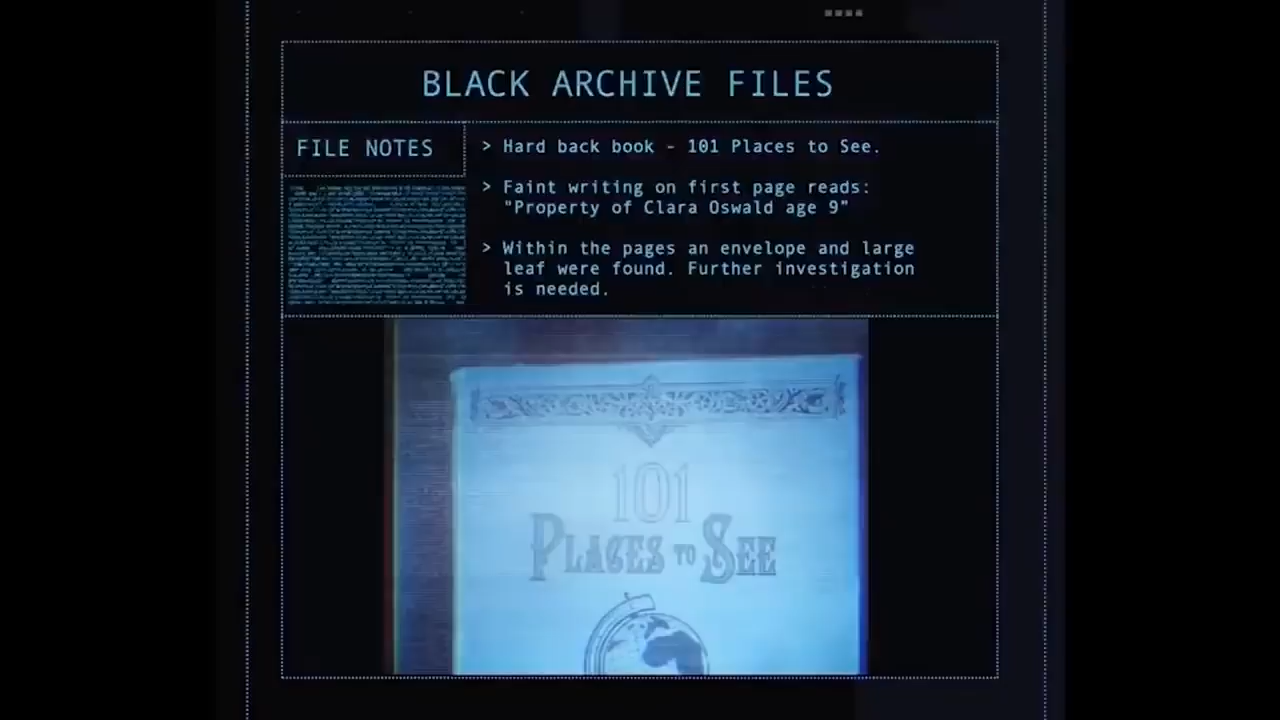 BLACK ARCHIVE FILES
FILE NOTES
> Hard back book - 101 Places to See.
> Faint writing on first page reads:
"Property of Clara Oswald age 9"
> Within the pages an envelope and large
leaf were found. Further investigation
is needed.
101
PLACES TO SEE